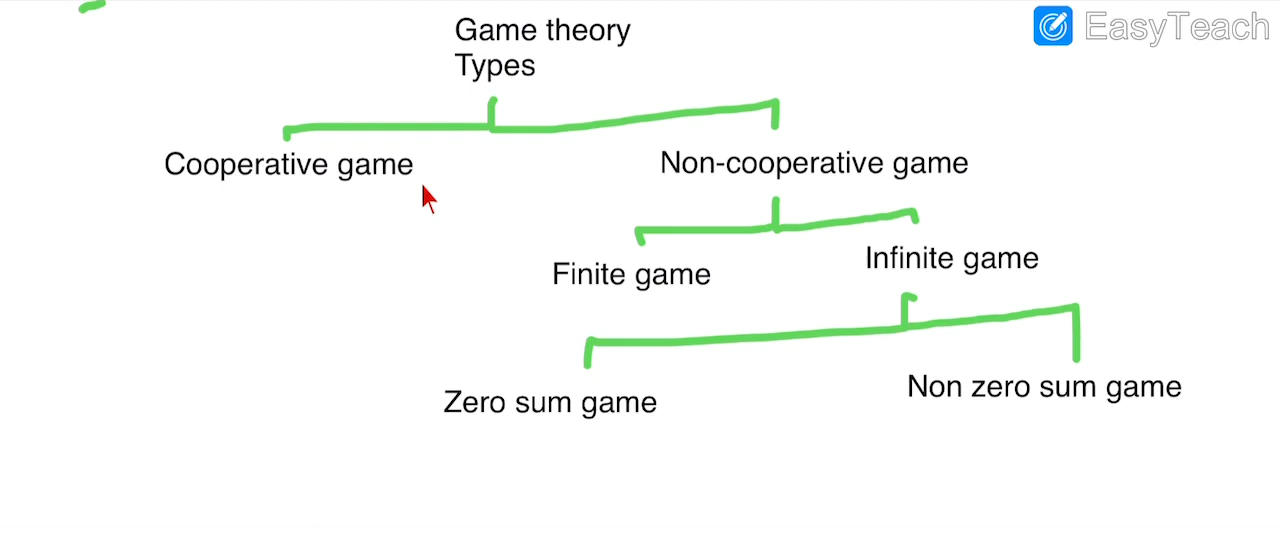 EasyTeach
Game theory
Types
Cooperative game
Non-cooperative game
Finite game
Infinite game
Zero sum game
Non zero sum game